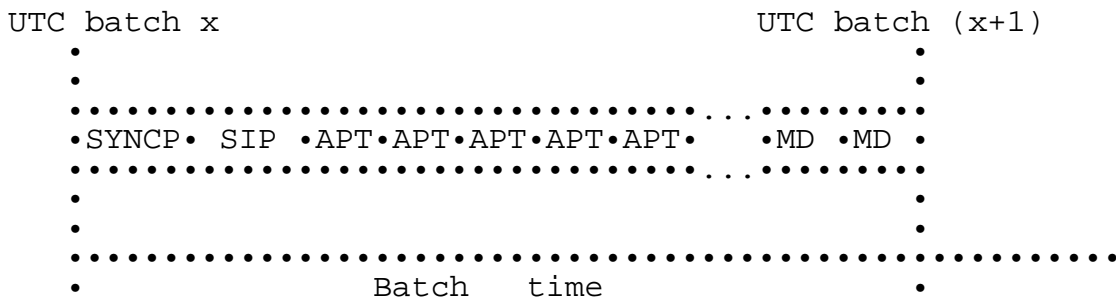 UTC batch x UTC batch (x+1)
•SYNCP• SIP •APT•APT•APT•APT•APT• •MD •MD •
Batch time